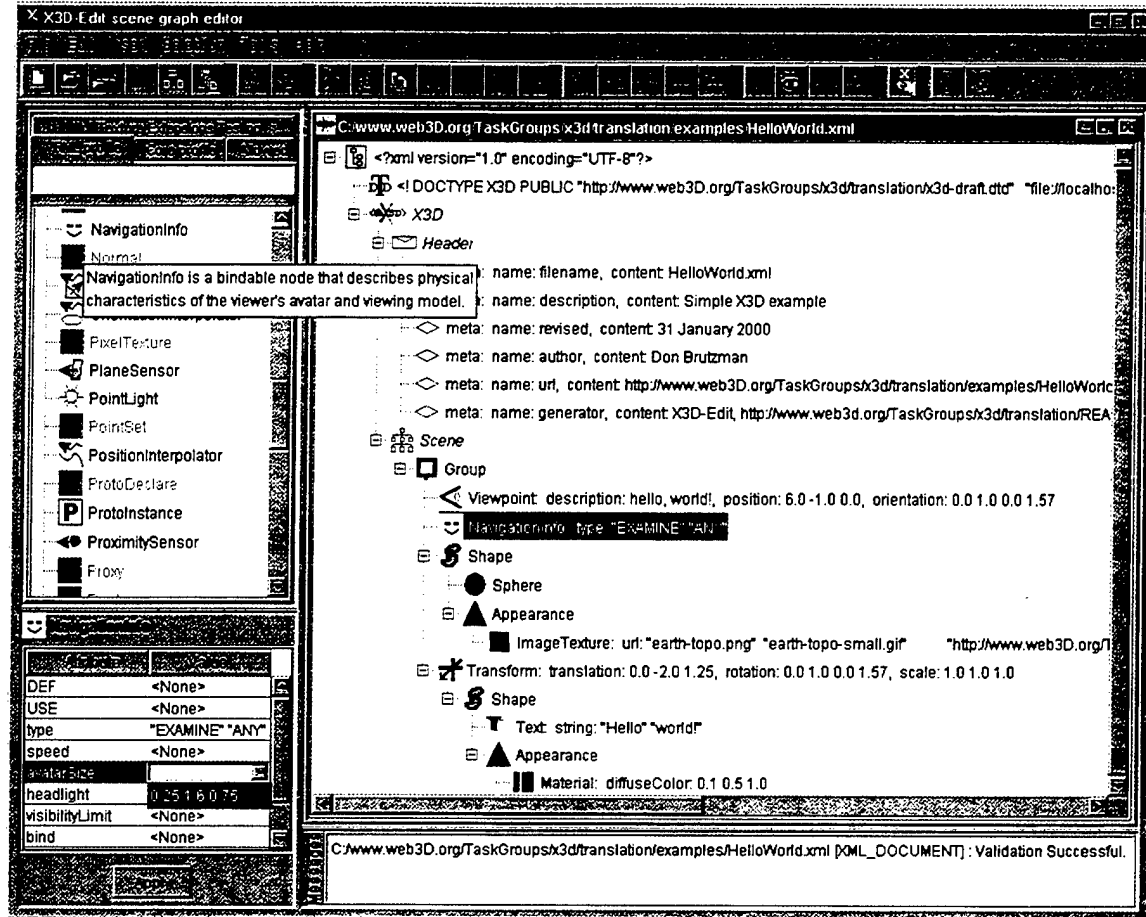 X3D-Edit scene graph editor
NavigationInfo
Normal
NavigationInfo is a bindable node that describes physical
characteristics of the viewer's avatar and viewing model.
PixelTexture
PlaneSensor
PointLight
PointSet
PositionInterpolator
ProtoDeclare
ProtoInstance
ProximitySensor
Proxy
DEF <None>
USE <None>
type "EXAMINE" "ANY"
speed <None>
avatarSize
headlight 0.25 1.6 0.75
visibilityLimit <None>
bind <None>
C:/www.web3D.org/TaskGroups/x3d/translation/examples/HelloWorld.xml
<?xml version="1.0" encoding="UTF-8"?>
<! DOCTYPE X3D PUBLIC "http://www.web3D.org/TaskGroups/x3d/translation/x3d-draft.dtd" "file://localho
X3D
Header
name: filename, content: HelloWorld.xml
name: description, content: Simple X3D example
meta: name: revised, content: 31 January 2000
meta: name: author, content: Don Brutzman
meta: name: url, content: http://www.web3D.org/TaskGroups/x3d/translation/examples/HelloWorld
meta: name: generator, content: X3D-Edit, http://www.web3d.org/TaskGroups/x3d/translation/REA
Scene
Group
Viewpoint: description: hello, world!, position: 6.0 -1.0 0.0, orientation: 0.0 1.0 0.0 1.57
NavigationInfo: type: "EXAMINE" "ANY"
Shape
Sphere
Appearance
ImageTexture: url: "earth-topo.png" "earth-topo-small.gif" "http://www.web3D.org/T
Transform: translation: 0.0 -2.0 1.25, rotation: 0.0 1.0 0.0 1.57, scale: 1.0 1.0 1.0
Shape
Text: string: "Hello" "world!"
Appearance
Material: diffuseColor: 0.1 0.5 1.0
C:/www.web3D.org/TaskGroups/x3d/translation/examples/HelloWorld.xml [XML_DOCUMENT] : Validation Successful.